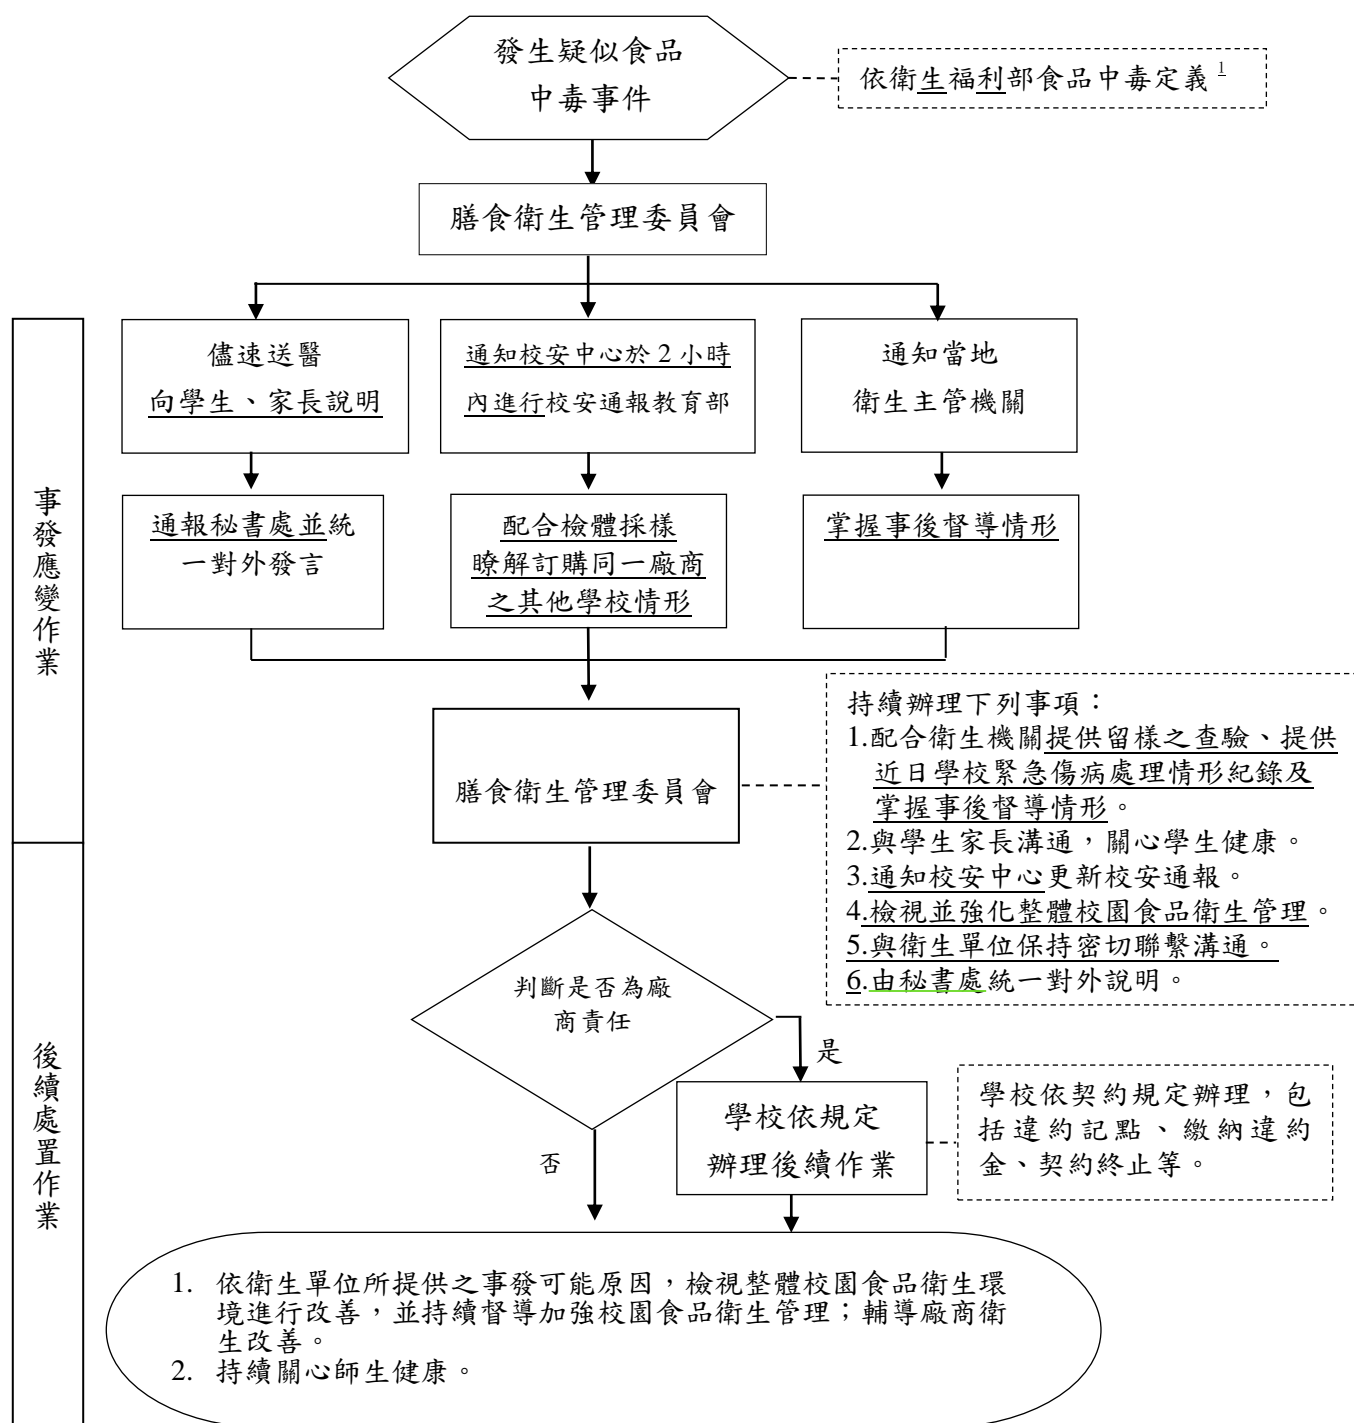 發生疑似食品
中毒事件
依衛生福利部食品中毒定義1
膳食衛生管理委員會
事發應變作業
儘速送醫
向學生、家長說明
通知校安中心於2小時
內進行校安通報教育部
通知當地
衛生主管機關
通報秘書處並統
一對外發言
配合檢體採樣
瞭解訂購同一廠商
之其他學校情形
掌握事後督導情形
膳食衛生管理委員會
持續辦理下列事項：
1.配合衛生機關提供留樣之查驗、提供
近日學校緊急傷病處理情形紀錄及
掌握事後督導情形。
2.與學生家長溝通，關心學生健康。
3.通知校安中心更新校安通報。
4.檢視並強化整體校園食品衛生管理。
5.與衛生單位保持密切聯繫溝通。
6.由秘書處統一對外說明。
後續處置作業
判斷是否為廠
商責任
是
否
學校依規定
辦理後續作業
學校依契約規定辦理，包
括違約記點、繳納違約
金、契約終止等。
1. 依衛生單位所提供之事發可能原因，檢視整體校園食品衛生環
境進行改善，並持續督導加強校園食品衛生管理；輔導廠商衛
生改善。
2. 持續關心師生健康。